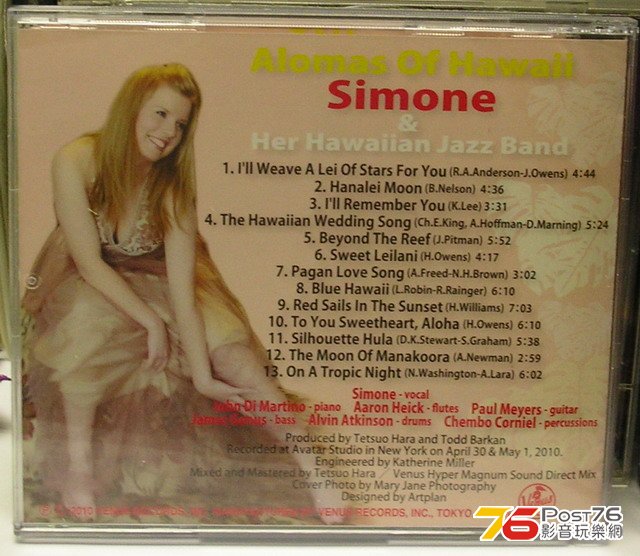 Alomas Of Hawaii
Simone
&
Her Hawaiian Jazz Band
1. I'll Weave A Lei Of Stars For You (R.A.Anderson-J.Owens) 4:44
2. Hanalei Moon (B.Nelson) 4:36
3. I'll Remember You (K.Lee) 3:31
4. The Hawaiian Wedding Song (Ch.E.King, A.Hoffman-D.Marning) 5:24
5. Beyond The Reef (J.Pitman) 5:52
6. Sweet Leilani (H.Owens) 4:17
7. Pagan Love Song (A.Freed-N.H.Brown) 3:02
8. Blue Hawaii (L.Robin-R.Rainger) 6:10
9. Red Sails In The Sunset (H.Williams) 7:03
10. To You Sweetheart, Aloha (H.Owens) 6:10
11. Silhouette Hula (D.K.Stewart-S.Graham) 5:38
12. The Moon Of Manakoora (A.Newman) 2:59
13. On A Tropic Night (N.Washington-A.Lara) 6:02
Simone - vocal
John Di Martino - piano Aaron Heick - flutes Paul Meyers - guitar
James - bass Alvin Atkinson - drums Chembo Corniel - percussions
Produced by Tetsuo Hara and Todd Barkan
Recorded at Avatar Studio in New York on April 30 & May 1, 2010.
Engineered by Katherine Miller
Mixed and Mastered by Tetsuo Hara Venus Hyper Magnum Sound Direct Mix
Cover Photo by Mary Jane Photography
Designed by Artplan
2010 VENUS RECORDS, INC. VENUS RECORDS, INC., TOKYO
76 Post76
影音玩樂網